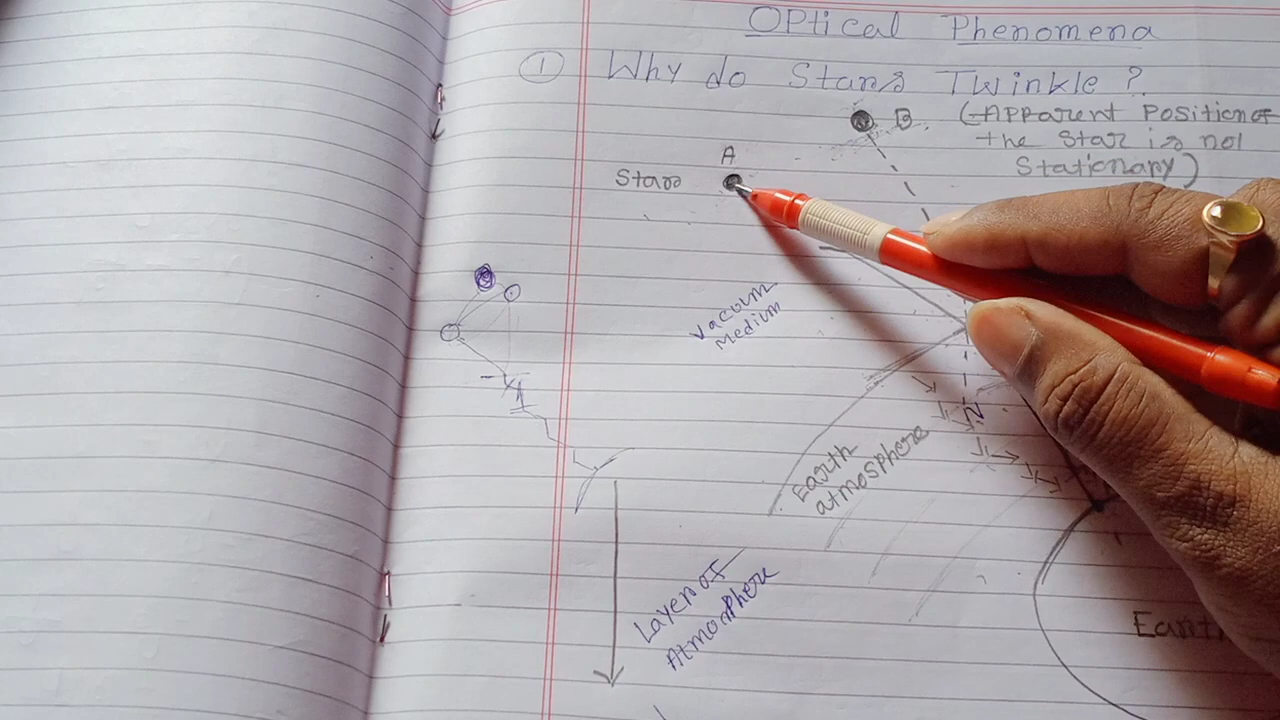 Optical Phenomena
1 Why do Stars Twinkle?
B
(Apparent Position of
the Star is not
Stationary)
A
Stars
Vacuum
Medium
N
Earth
atmosphere
Layer of
Atmosphere
Earth